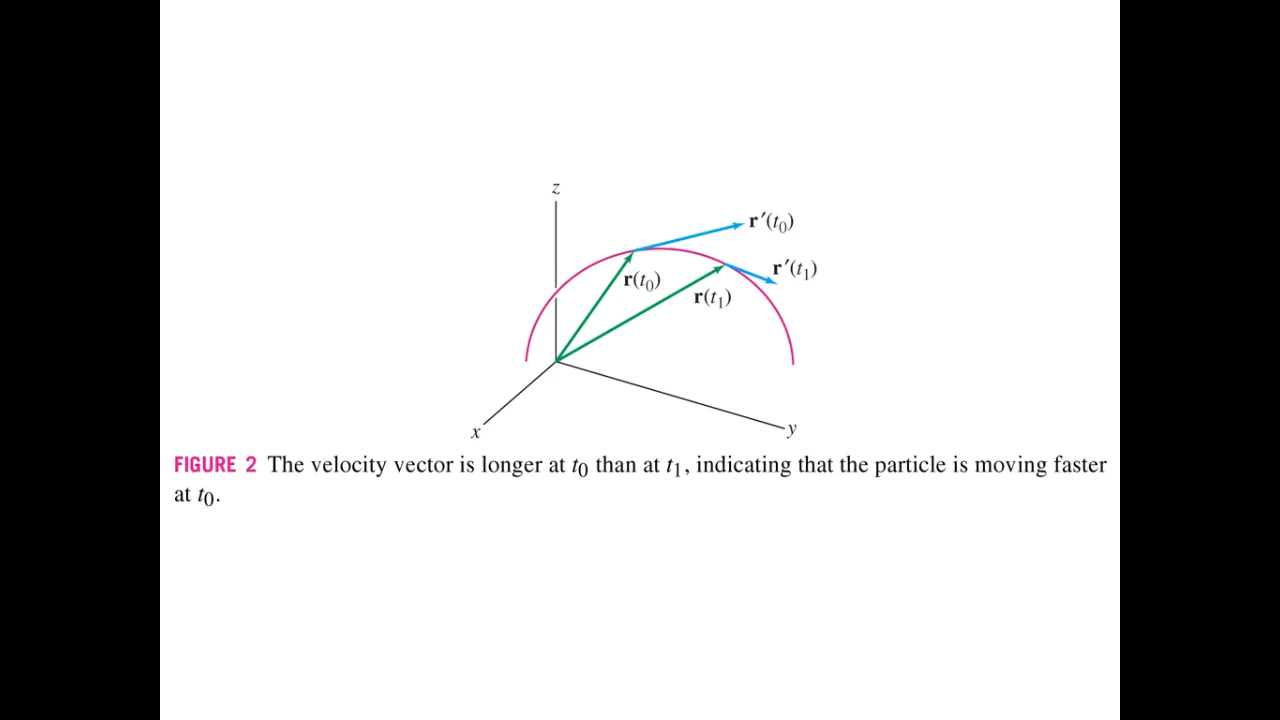 z
r′(t₀)
r′(t₁)
r(t₀)
r(t₁)
x
y
FIGURE 2 The velocity vector is longer at t₀ than at t₁, indicating that the particle is moving faster
at t₀.